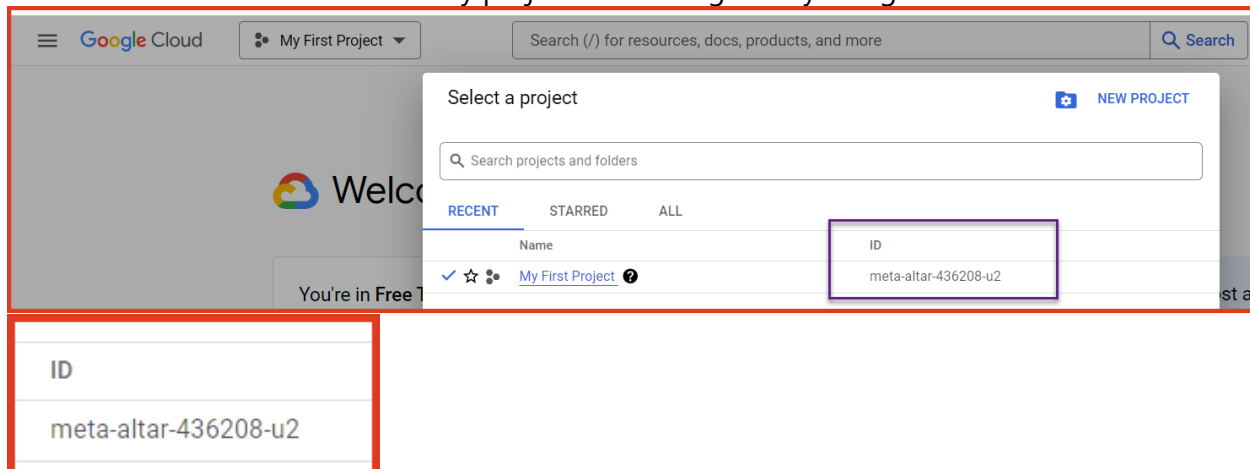 Google Cloud My First Project Search (/) for resources, docs, products, and more Search
Select a project NEW PROJECT
Search projects and folders
Welco
RECENT STARRED ALL
Name ID
My First Project meta-altar-436208-u2
You're in Free T
ost a
ID
meta-altar-436208-u2